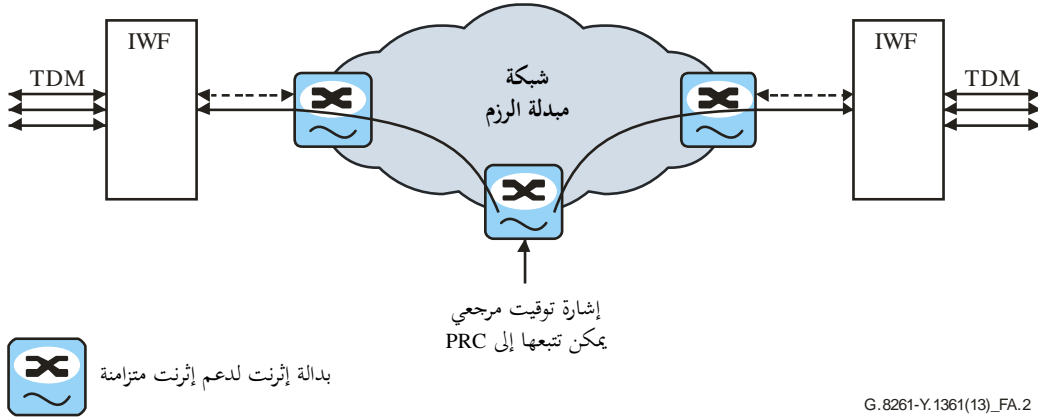 IWF
IWF
TDM
TDM
شبكة
مبدلة الرزم
إشارة توقيت مرجعي
يمكن تتبعها إلى PRC
بدالة إثرنت لدعم إثرنت متزامنة
G.8261-Y.1361(13)_FA.2